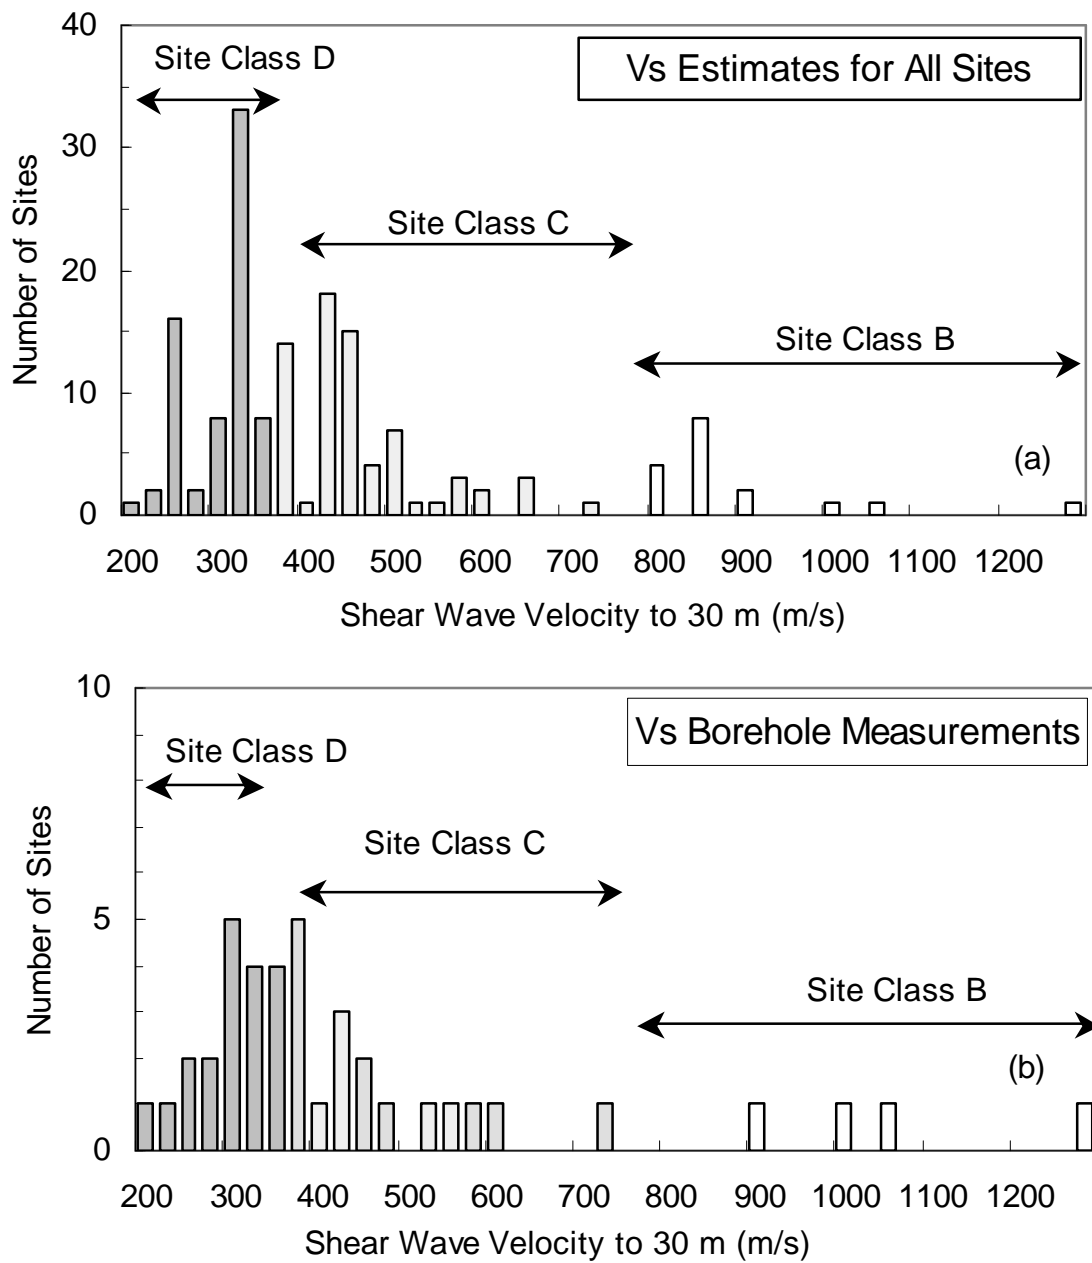 40
Site Class D
Vs Estimates for All Sites
30
Number of Sites
Site Class C
20
Site Class B
10
(a)
0
200 300 400 500 600 700 800 900 1000 1100 1200
Shear Wave Velocity to 30 m (m/s)
10
Vs Borehole Measurements
Site Class D
Number of Sites
Site Class C
5
Site Class B
(b)
0
200 300 400 500 600 700 800 900 1000 1100 1200
Shear Wave Velocity to 30 m (m/s)